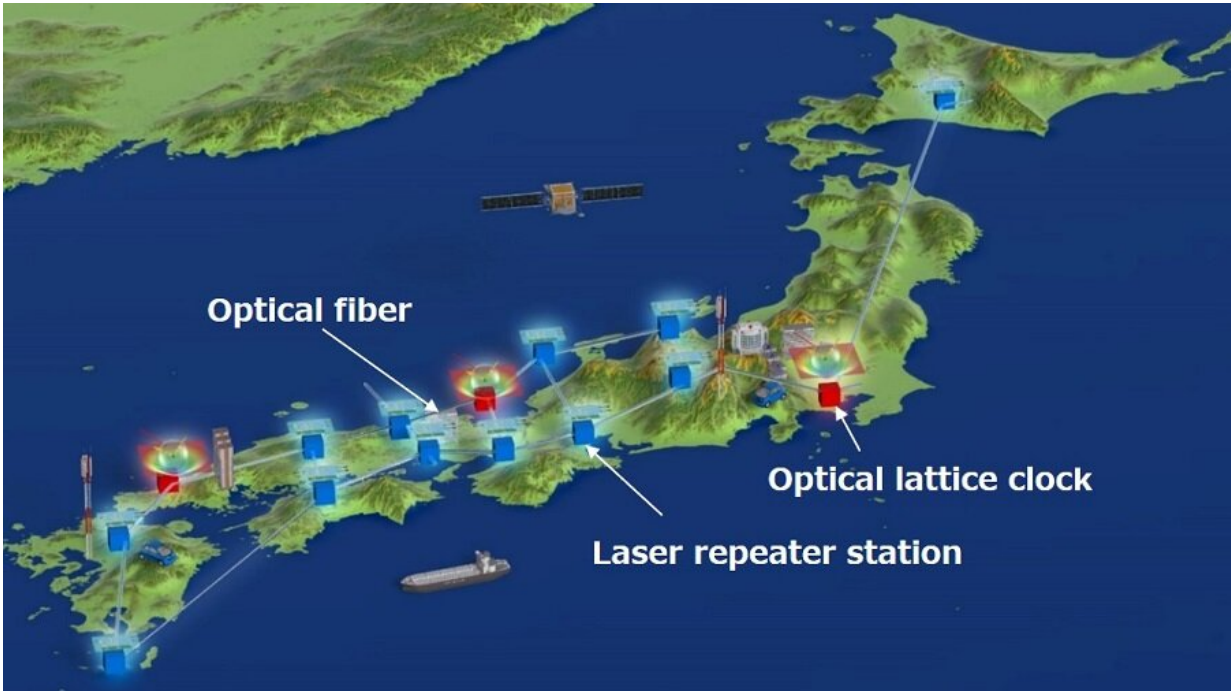 Optical fiber
Optical lattice clock
Laser repeater station